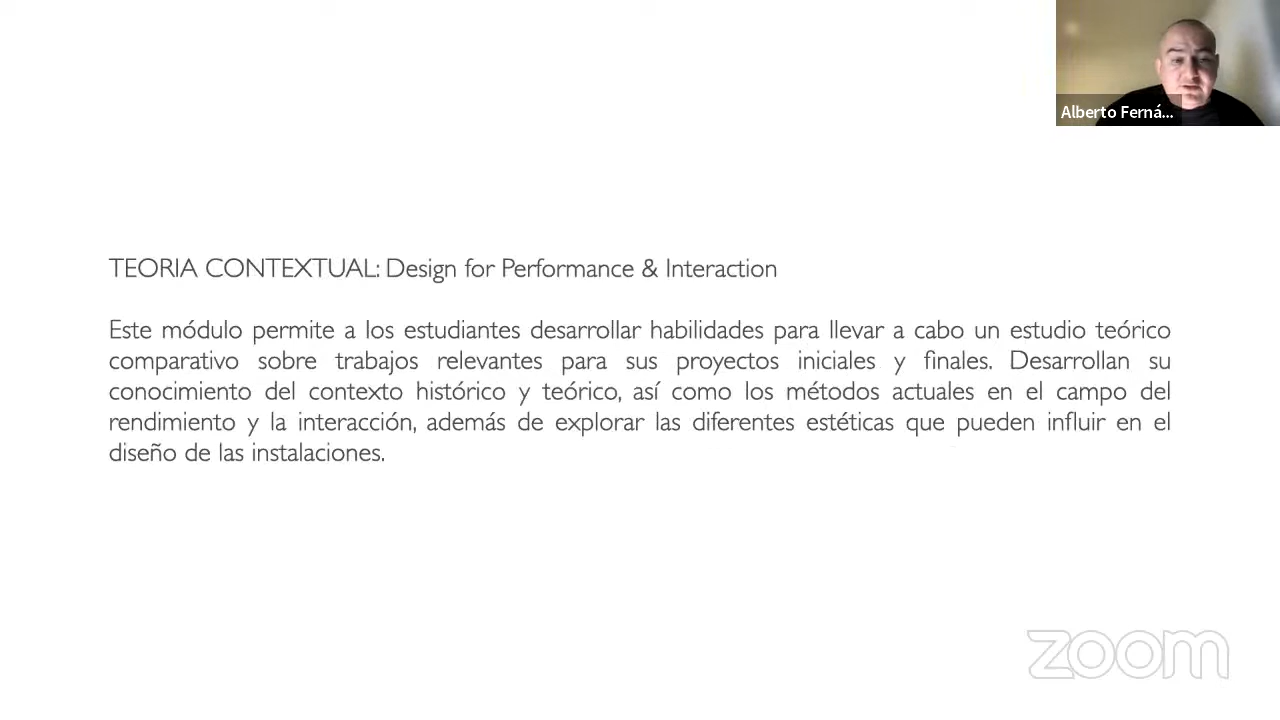 Alberto Ferná...
TEORIA CONTEXTUAL: Design for Performance & Interaction
Este módulo permite a los estudiantes desarrollar habilidades para llevar a cabo un estudio teórico
comparativo sobre trabajos relevantes para sus proyectos iniciales y finales. Desarrollan su
conocimiento del contexto histórico y teórico, así como los métodos actuales en el campo del
rendimiento y la interacción, además de explorar las diferentes estéticas que pueden influir en el
diseño de las instalaciones.
zoom